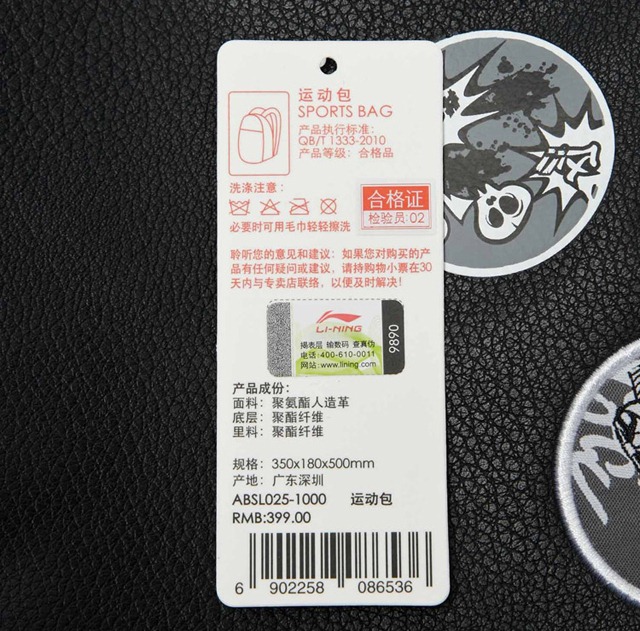 运动包
SPORTS BAG
产品执行标准：
QB/T 1333-2010
产品等级：合格品
洗涤注意：
必要时可用毛巾轻轻擦洗
合格证
检验员:02
聆听您的意见和建议：如果您对购买的产
品有任何疑问或建议，请持购物小票在30
天内与专卖店联络，以便及时解决！
LI-NING
揭表层 输数码 查真伪
电话:400-610-0011
网站:www.lining.com
9890
产品成份：
面料：聚氨酯人造革
底层：聚酯纤维
里料：聚酯纤维
规格：350x180x500mm
产地：广东深圳
ABSL025-1000 运动包
RMB:399.00
6 902258 086536